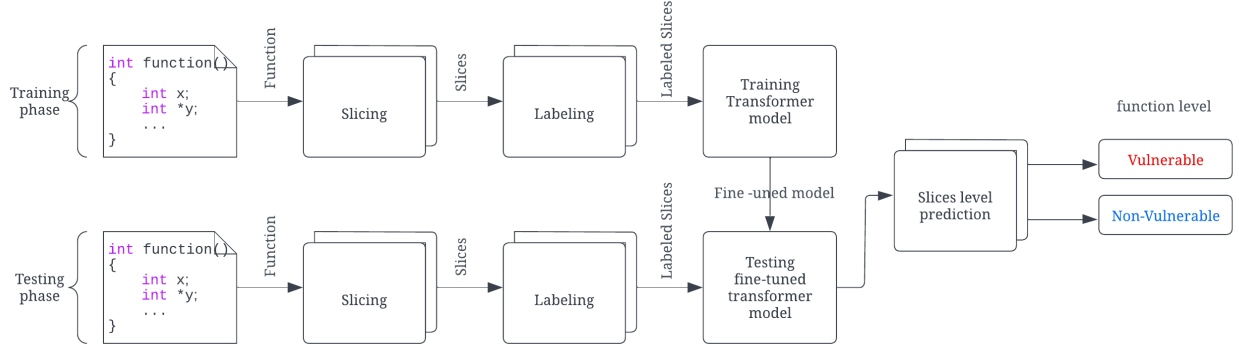 Training
phase
int function()
{
int x;
int *y;
...
}
Function
Slicing
Slices
Labeling
Labeled Slices
Training
Transformer
model
Fine -uned model
Testing
phase
int function()
{
int x;
int *y;
...
}
Function
Slicing
Slices
Labeling
Labeled Slices
Testing
fine-tuned
transformer
model
Slices level
prediction
function level
Vulnerable
Non-Vulnerable